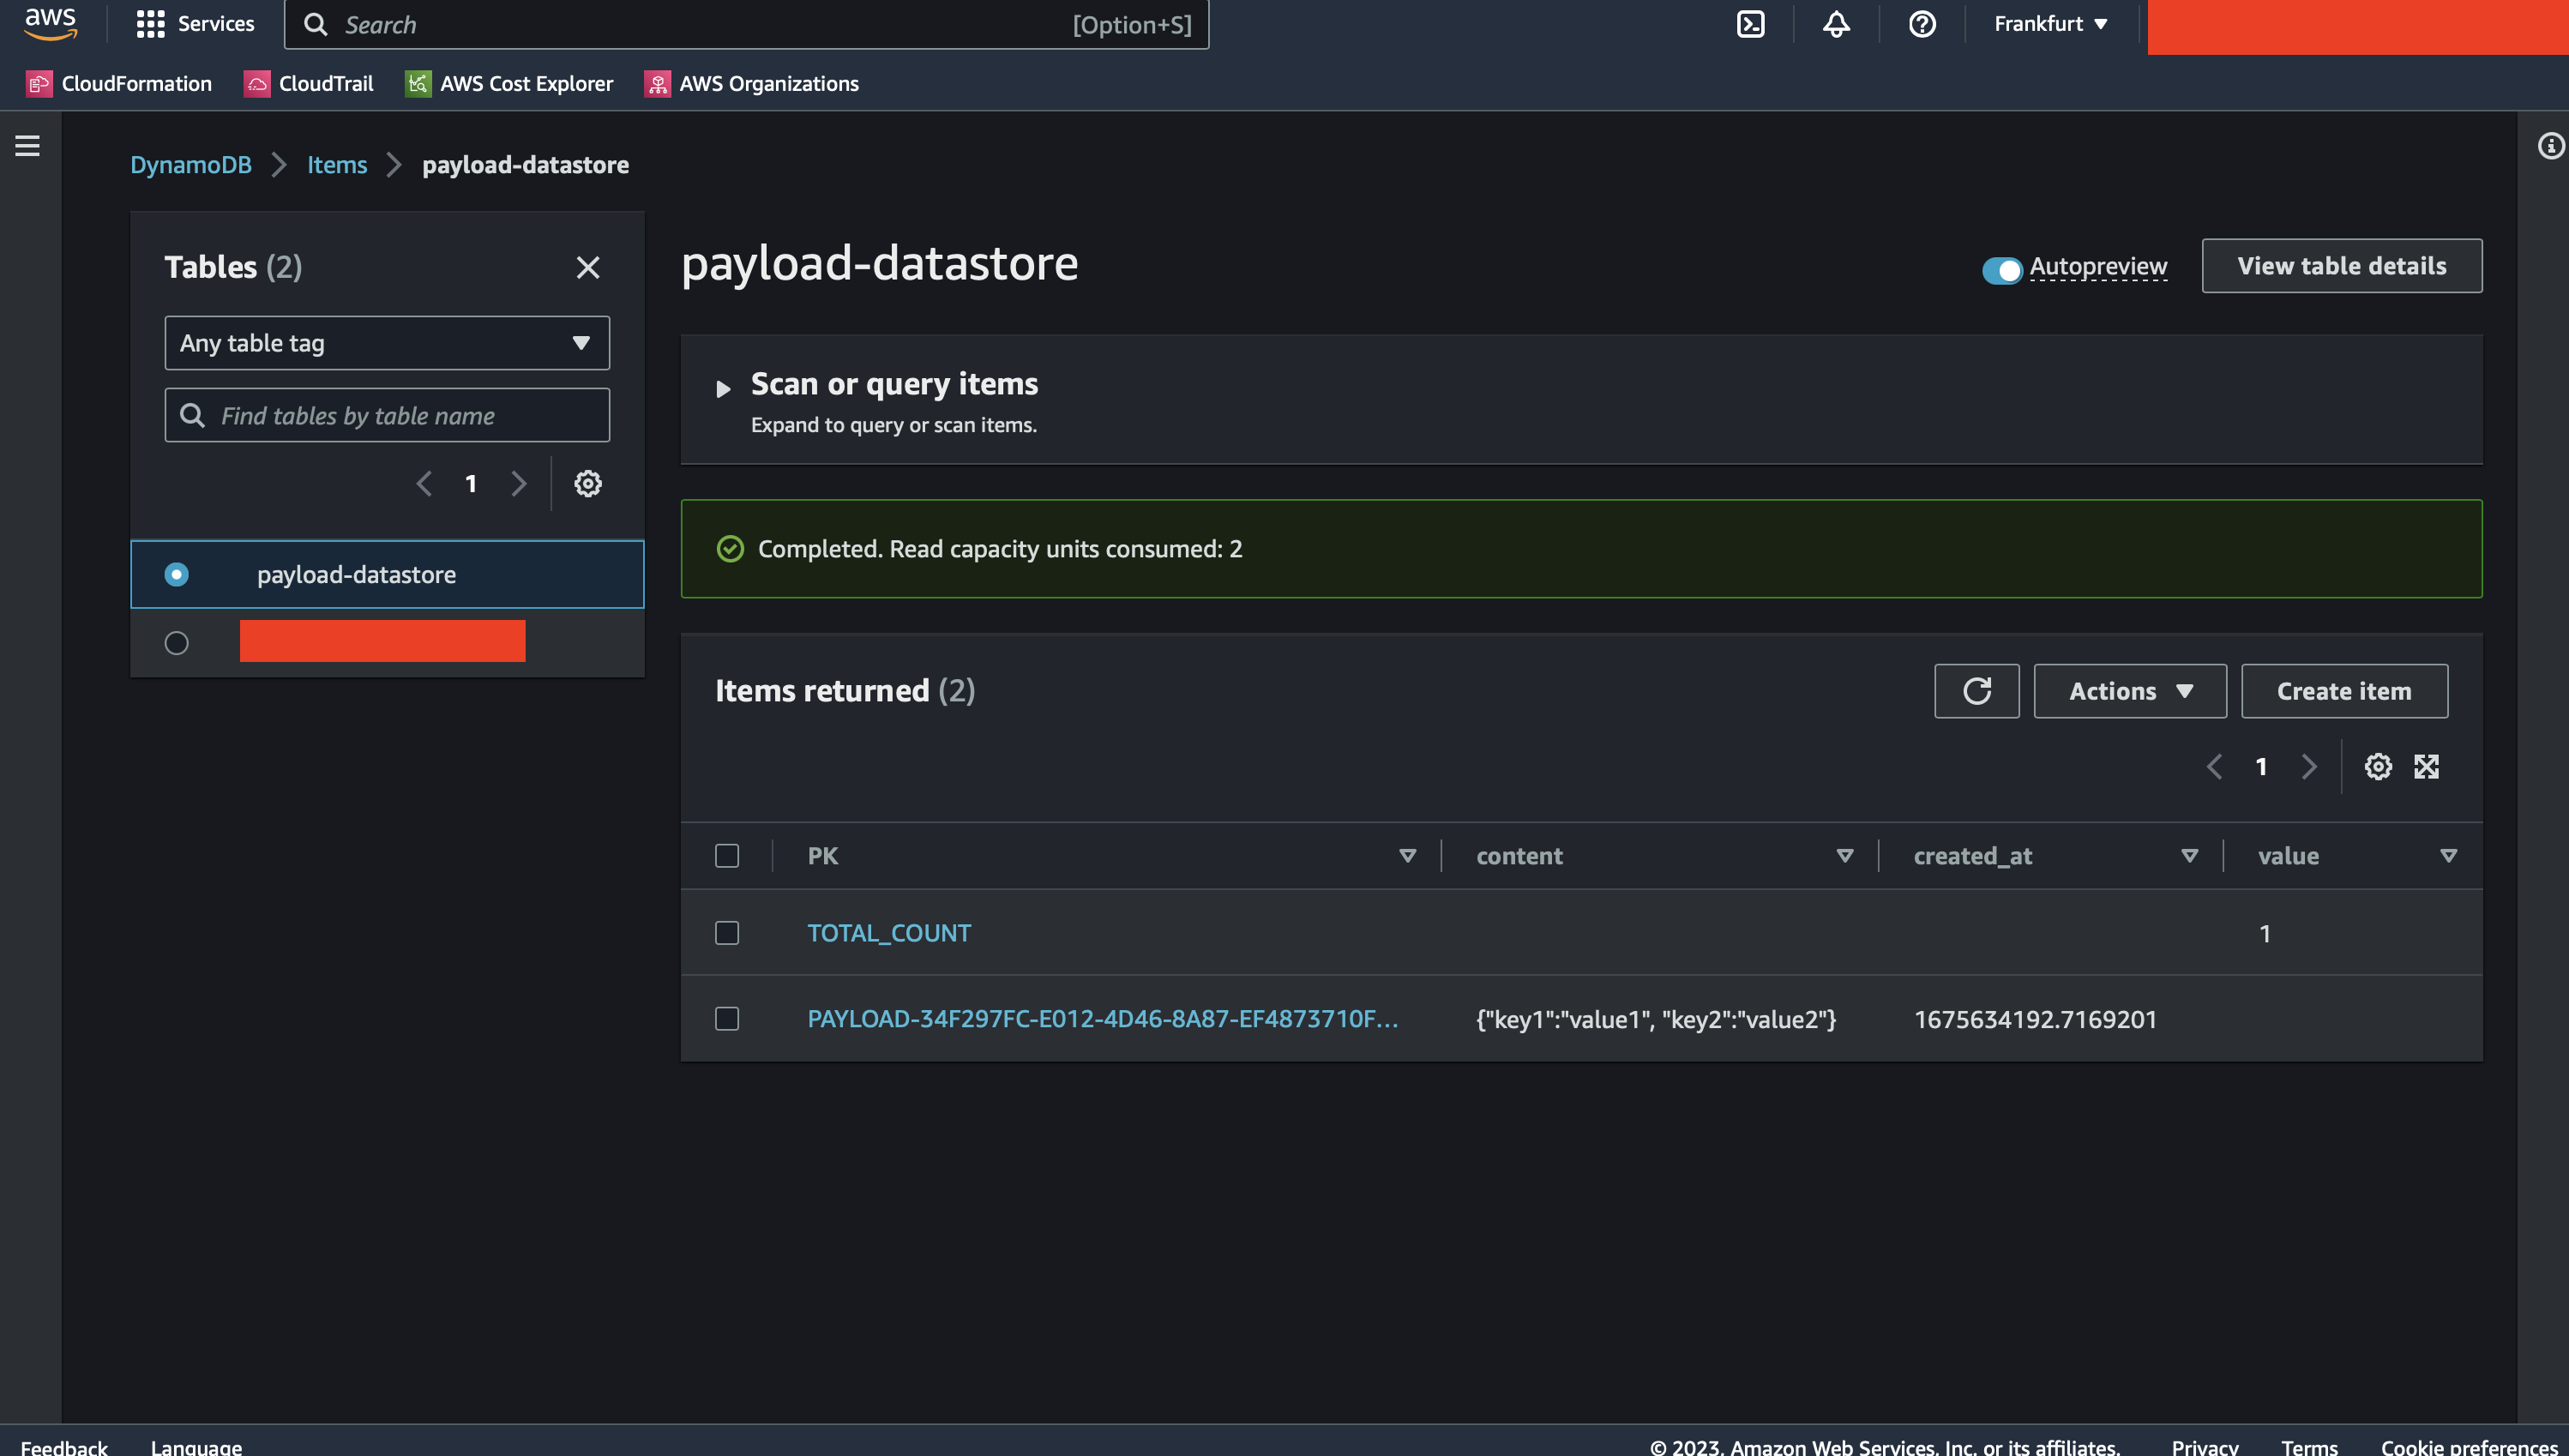 aws
Services
Search
[Option+S]
Frankfurt
CloudFormation
CloudTrail
AWS Cost Explorer
AWS Organizations
DynamoDB
Items
payload-datastore
Tables (2)
Any table tag
Find tables by table name
1
payload-datastore
payload-datastore
Autopreview
View table details
Scan or query items
Expand to query or scan items.
Completed. Read capacity units consumed: 2
Items returned (2)
Actions
Create item
1
PK content created_at value
TOTAL_COUNT 1
PAYLOAD-34F297FC-E012-4D46-8A87-EF4873710F... {"key1":"value1", "key2":"value2"} 1675634192.7169201
Feedback Language © 2023, Amazon Web Services, Inc. or its affiliates. Privacy Terms Cookie preferences